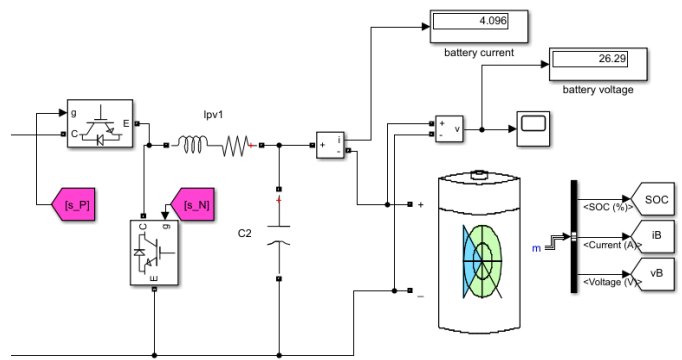 4.096
battery current
26.29
battery voltage
Ipv1
g
C
E
+
i
-
+
-
v
[s_P]
[s_N]
C
g
E
C2
+
_
m
SOC
<SOC (%)>
iB
<Current (A)>
vB
<Voltage (V)>